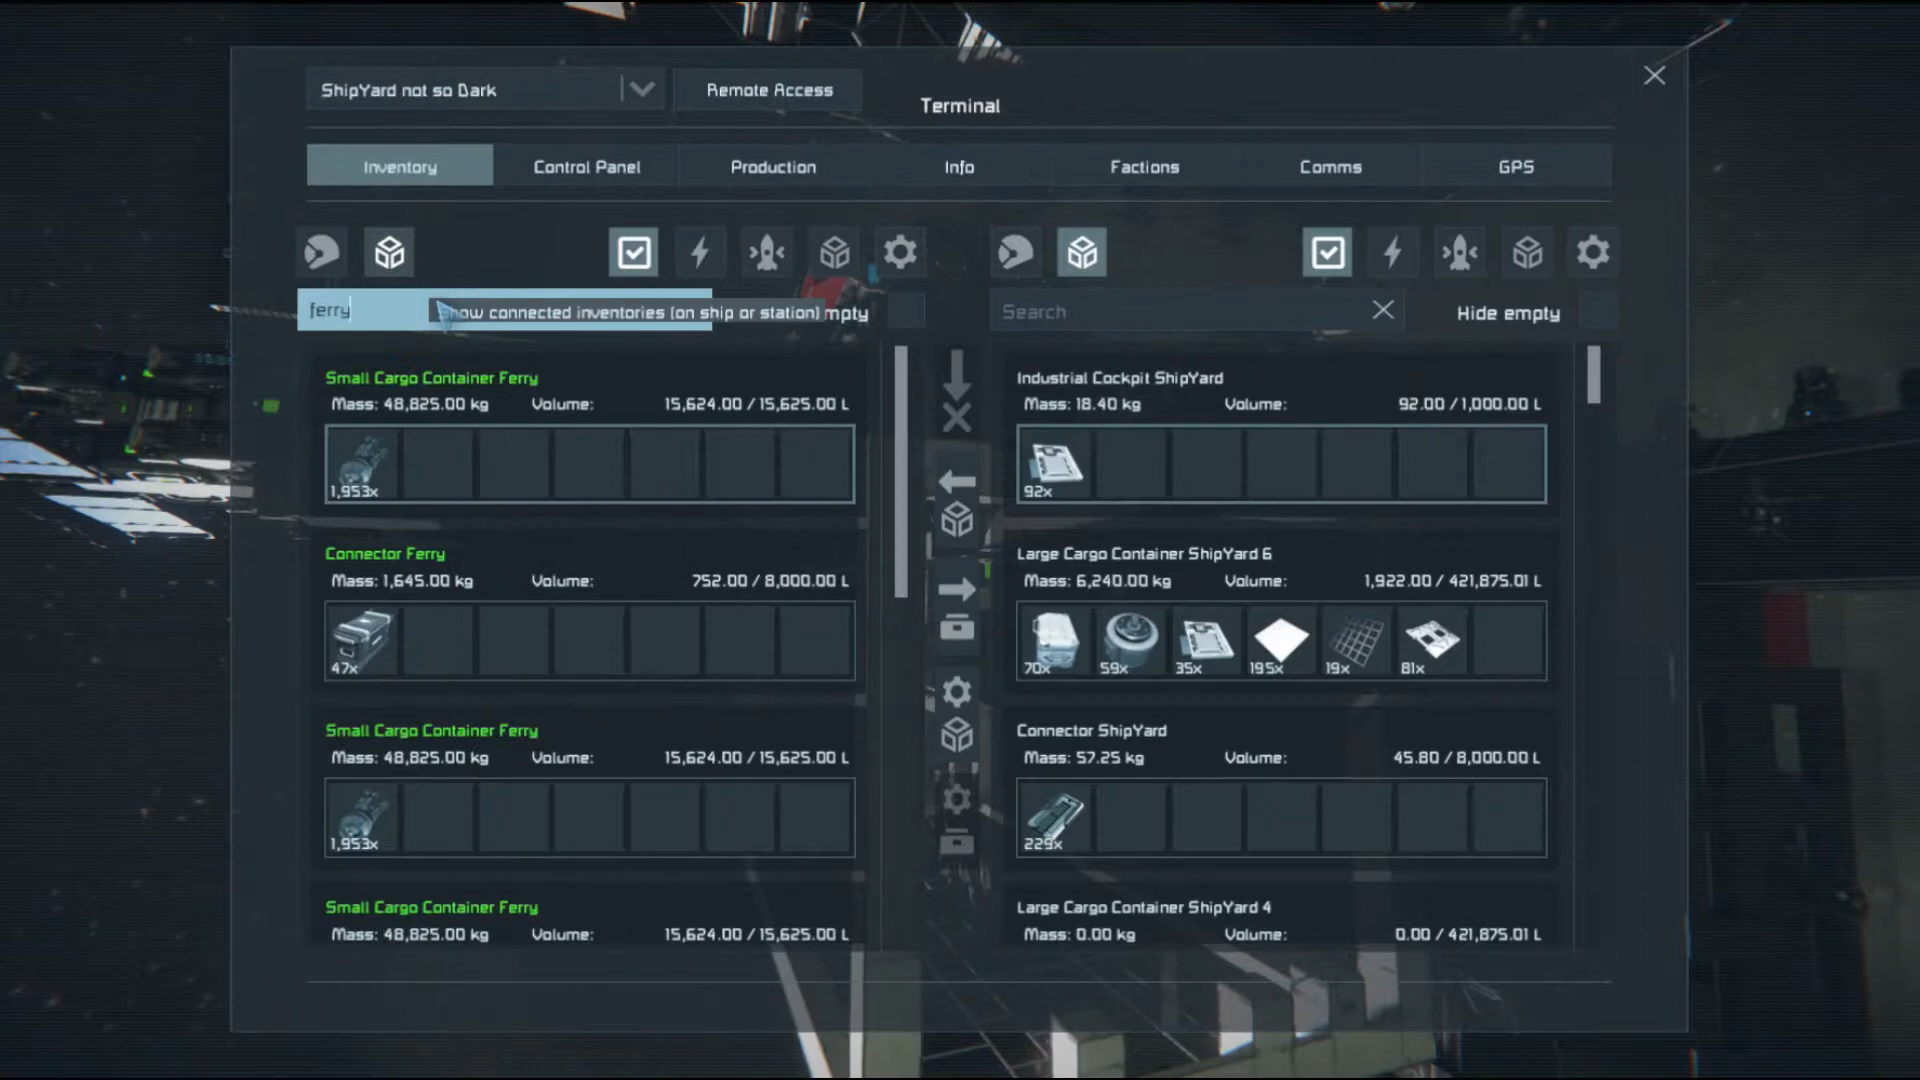 ShipYard not so Dark
Remote Access
Terminal
Inventory
Control Panel
Production
Info
Factions
Comms
GPS
ferry
Show connected inventories (on ship or station)
mpty
Search
Hide empty
Small Cargo Container Ferry
Mass: 48,825.00 kg Volume: 15,624.00 / 15,625.00 L
1,953x
Connector Ferry
Mass: 1,645.00 kg Volume: 752.00 / 8,000.00 L
47x
Small Cargo Container Ferry
Mass: 48,825.00 kg Volume: 15,624.00 / 15,625.00 L
1,953x
Small Cargo Container Ferry
Mass: 48,825.00 kg Volume: 15,624.00 / 15,625.00 L
Industrial Cockpit ShipYard
Mass: 18.40 kg Volume: 92.00 / 1,000.00 L
92x
Large Cargo Container ShipYard 6
Mass: 6,240.00 kg Volume: 1,922.00 / 421,875.01 L
70x 59x 35x 195x 19x 81x
Connector ShipYard
Mass: 57.25 kg Volume: 45.80 / 8,000.00 L
229x
Large Cargo Container ShipYard 4
Mass: 0.00 kg Volume: 0.00 / 421,875.01 L